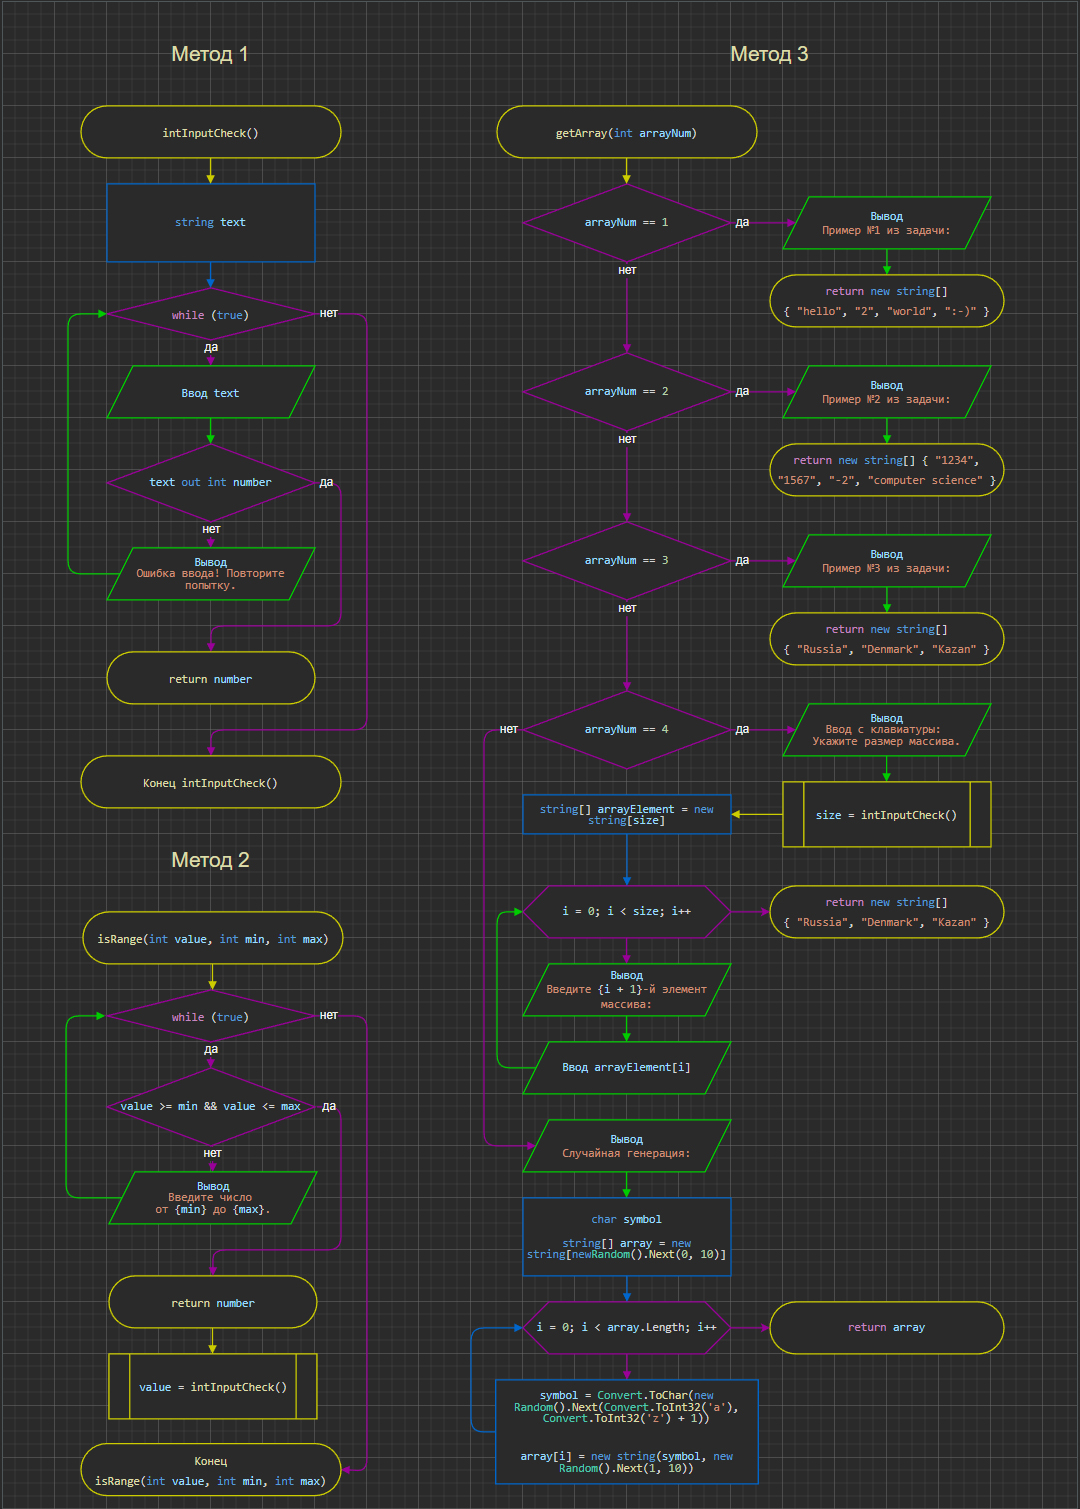 Метод 1
intInputCheck()
string text
while (true)
нет
да
Ввод text
text out int number
да
нет
Вывод
Ошибка ввода! Повторите
попытку.
return number
Конец intInputCheck()
Метод 2
isRange(int value, int min, int max)
while (true)
нет
да
value >= min && value <= max
да
нет
Вывод
Введите число
от {min} до {max}.
return number
value = intInputCheck()
Конец
isRange(int value, int min, int max)
Метод 3
getArray(int arrayNum)
arrayNum == 1
да
Вывод
Пример №1 из задачи:
return new string[]
{ "hello", "2", "world", ":-)" }
нет
arrayNum == 2
да
Вывод
Пример №2 из задачи:
return new string[] { "1234",
"1567", "-2", "computer science" }
нет
arrayNum == 3
да
Вывод
Пример №3 из задачи:
return new string[]
{ "Russia", "Denmark", "Kazan" }
нет
нет
arrayNum == 4
да
Вывод
Ввод с клавиатуры:
Укажите размер массива.
size = intInputCheck()
string[] arrayElement = new
string[size]
i = 0; i < size; i++
return new string[]
{ "Russia", "Denmark", "Kazan" }
Вывод
Введите {i + 1}-й элемент
массива:
Ввод arrayElement[i]
Вывод
Случайная генерация:
char symbol
string[] array = new
string[newRandom().Next(0, 10)]
i = 0; i < array.Length; i++
return array
symbol = Convert.ToChar(new
Random().Next(Convert.ToInt32('a'),
Convert.ToInt32('z') + 1))
array[i] = new string(symbol, new
Random().Next(1, 10))